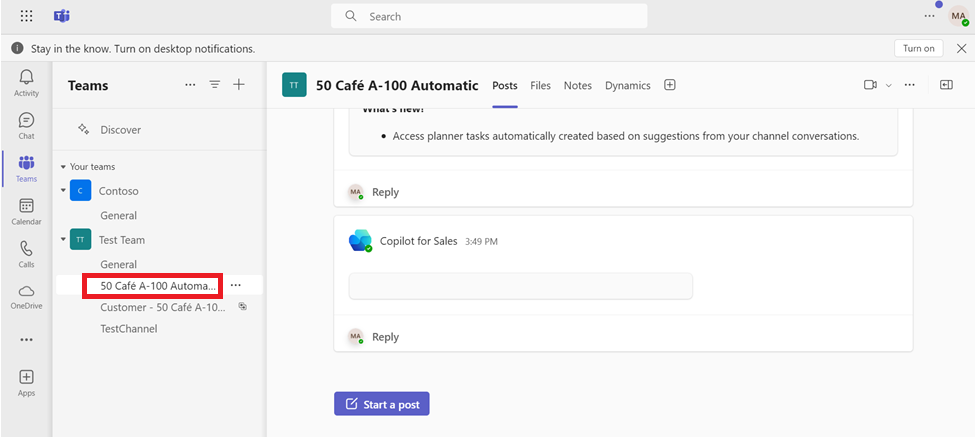 Search
MA
Stay in the know. Turn on desktop notifications.
Turn on
Activity
Chat
Teams
Calendar
Calls
OneDrive
Apps
Teams
Discover
Your teams
C Contoso
General
TT Test Team
General
50 Café A-100 Automa...
Customer - 50 Café A-10...
TestChannel
TT 50 Café A-100 Automatic Posts Files Notes Dynamics
What's new?
• Access planner tasks automatically created based on suggestions from your channel conversations.
MA Reply
Copilot for Sales 3:49 PM
MA Reply
Start a post